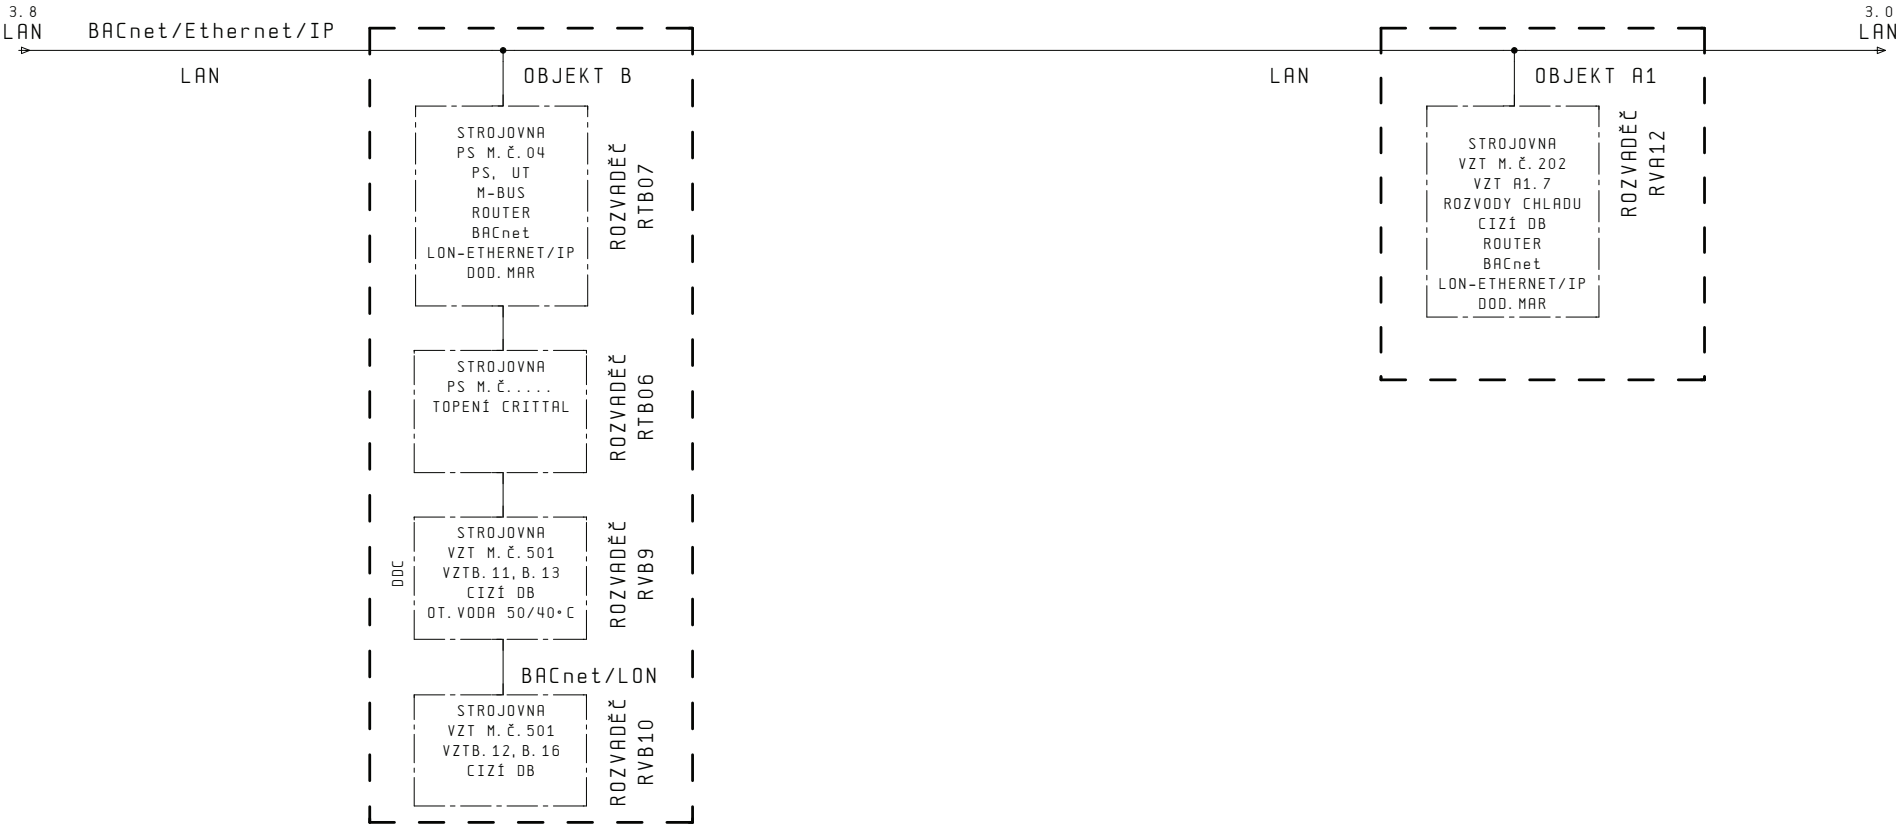 3.8
LAN
BACnet/Ethernet/IP
LAN
OBJEKT B
STROJOVNA
PS M.č.04
PS, UT
M-BUS
ROUTER
BACnet
LON-ETHERNET/IP
DOD.MAR
ROZVADĚČ
RTB07
STROJOVNA
PS M.Č.....
TOPENÍ CRITTAL
ROZVADĚČ
RTB06
DDC
STROJOVNA
VZT M.Č.501
VZTB.11,B.13
CIZÍ DB
OT.VODA 50/40°C
ROZVADĚČ
RVB9
BACnet/LON
STROJOVNA
VZT M.Č.501
VZTB.12,B.16
CIZÍ DB
ROZVADĚČ
RVB10
LAN
OBJEKT A1
STROJOVNA
VZT M.Č.202
VZT A1.7
ROZVODY CHLADU
CIZÍ DB
ROUTER
BACnet
LON-ETHERNET/IP
DOD.MAR
ROZVADĚČ
RVA12
3.0
LAN